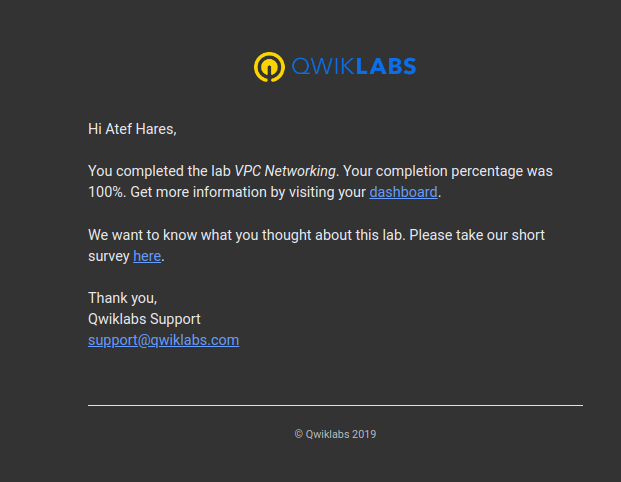 QWIKLABS
Hi Atef Hares,
You completed the lab VPC Networking. Your completion percentage was
100%. Get more information by visiting your dashboard.
We want to know what you thought about this lab. Please take our short
survey here.
Thank you,
Qwiklabs Support
support@qwiklabs.com
© Qwiklabs 2019